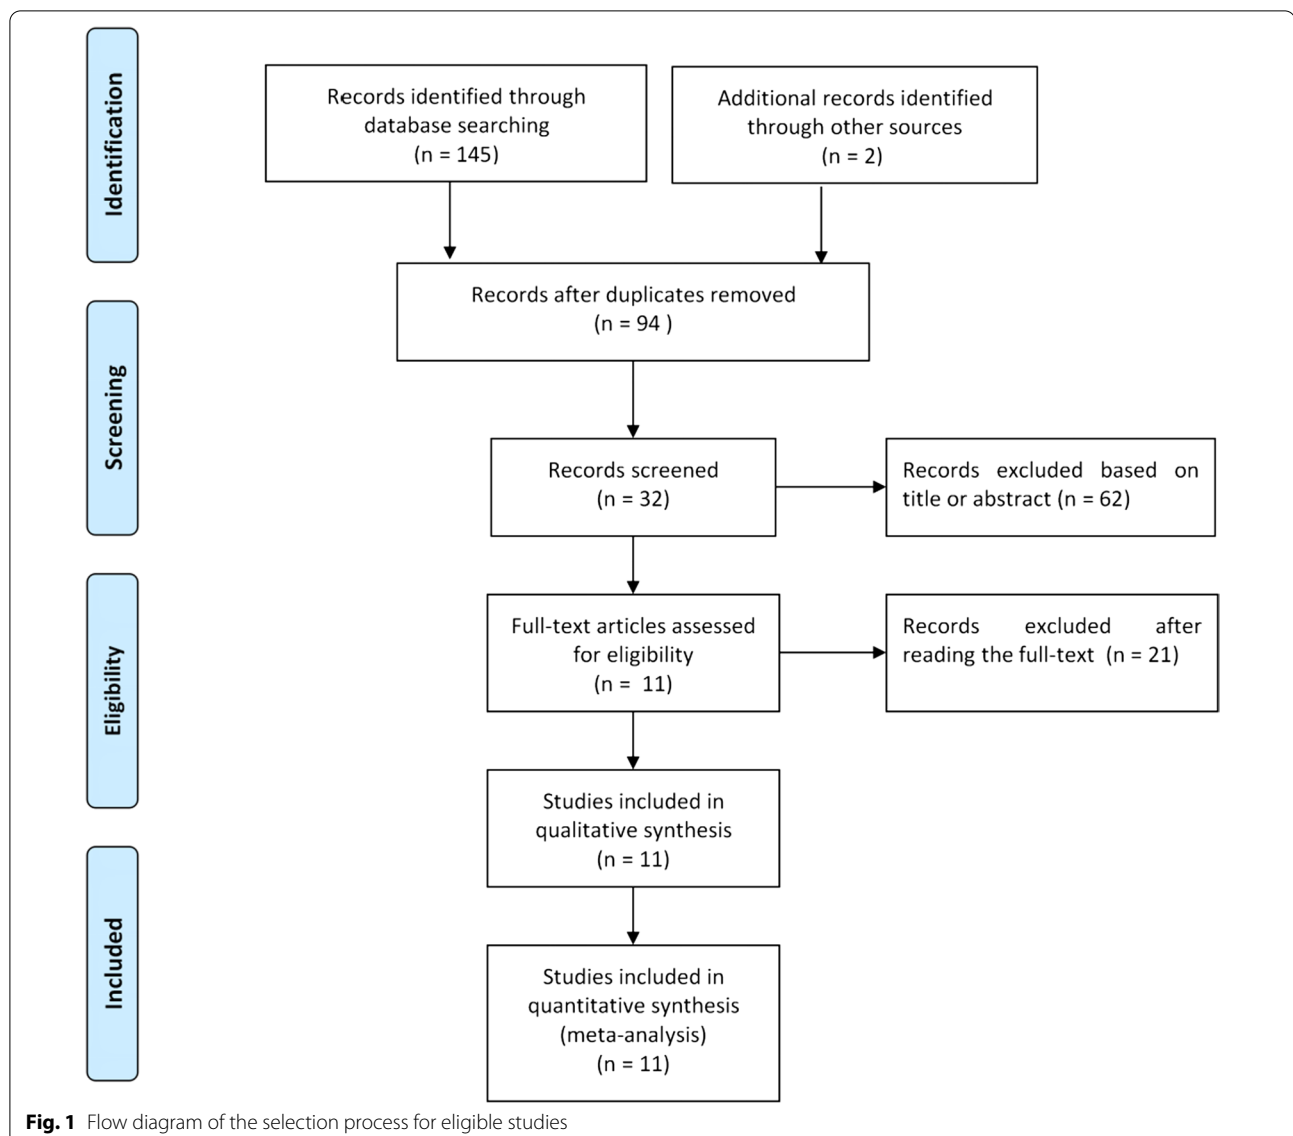 Identification
Records identified through
database searching
(n = 145)
Additional records identified
through other sources
(n = 2)
Records after duplicates removed
(n = 94 )
Screening
Records screened
(n = 32)
Records excluded based on
title or abstract (n = 62)
Eligibility
Full-text articles assessed
for eligibility
(n = 11)
Records excluded after
reading the full-text (n = 21)
Studies included in
qualitative synthesis
(n = 11)
Included
Studies included in
quantitative synthesis
(meta-analysis)
(n = 11)
Fig. 1 Flow diagram of the selection process for eligible studies